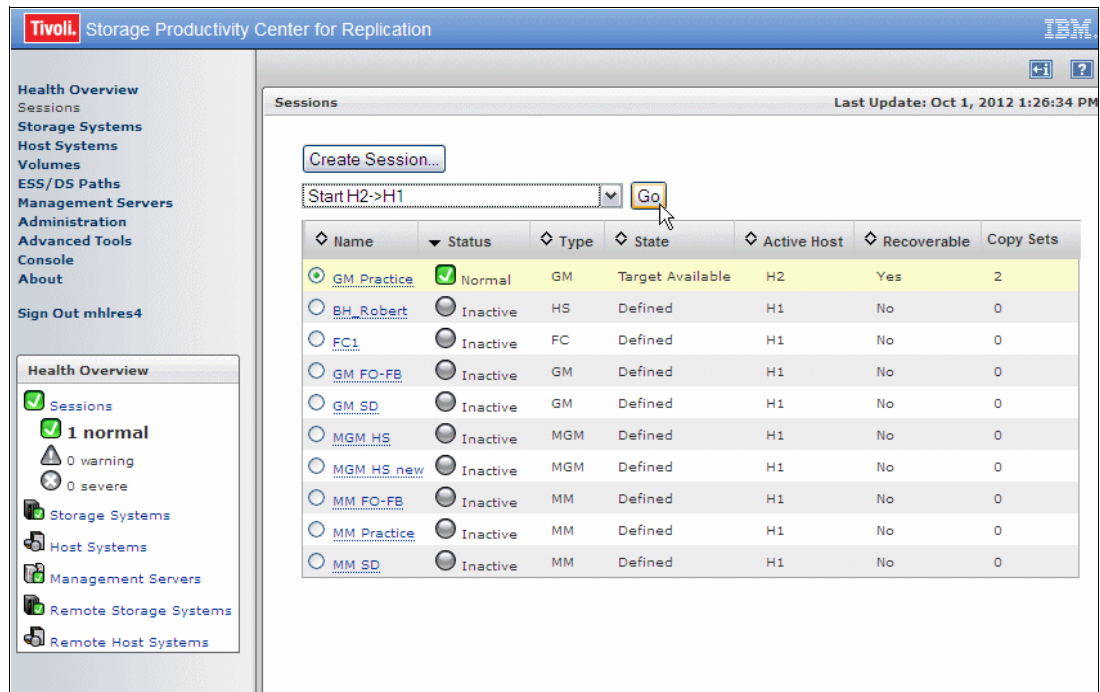 Tivoli. Storage Productivity Center for Replication IBM.
Health Overview
Sessions
Storage Systems
Host Systems
Volumes
ESS/DS Paths
Management Servers
Administration
Advanced Tools
Console
About
Sign Out mhlres4
Health Overview
Sessions
1 normal
0 warning
0 severe
Storage Systems
Host Systems
Management Servers
Remote Storage Systems
Remote Host Systems
?
Sessions Last Update: Oct 1, 2012 1:26:34 PM
Create Session...
Start H2->H1 Go
Name Status Type State Active Host Recoverable Copy Sets
GM Practice Normal GM Target Available H2 Yes 2
BH_Robert Inactive HS Defined H1 No 0
FC1 Inactive FC Defined H1 No 0
GM FO-FB Inactive GM Defined H1 No 0
GM SD Inactive GM Defined H1 No 0
MGM HS Inactive MGM Defined H1 No 0
MGM HS new Inactive MGM Defined H1 No 0
MM FO-FB Inactive MM Defined H1 No 0
MM Practice Inactive MM Defined H1 No 0
MM SD Inactive MM Defined H1 No 0